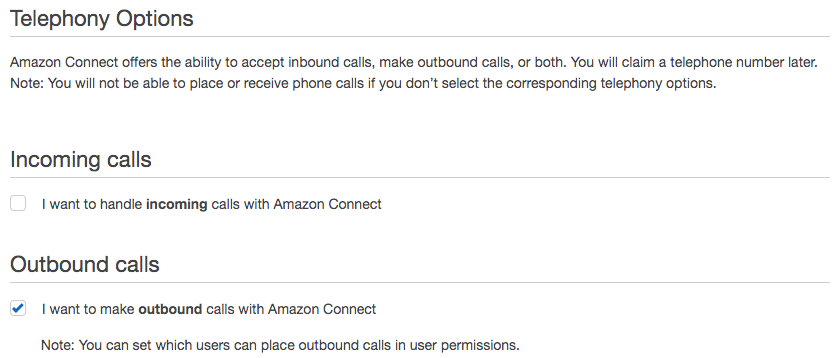 Telephony Options
Amazon Connect offers the ability to accept inbound calls, make outbound calls, or both. You will claim a telephone number later.
Note: You will not be able to place or receive phone calls if you don’t select the corresponding telephony options.
Incoming calls
I want to handle incoming calls with Amazon Connect
Outbound calls
I want to make outbound calls with Amazon Connect
Note: You can set which users can place outbound calls in user permissions.